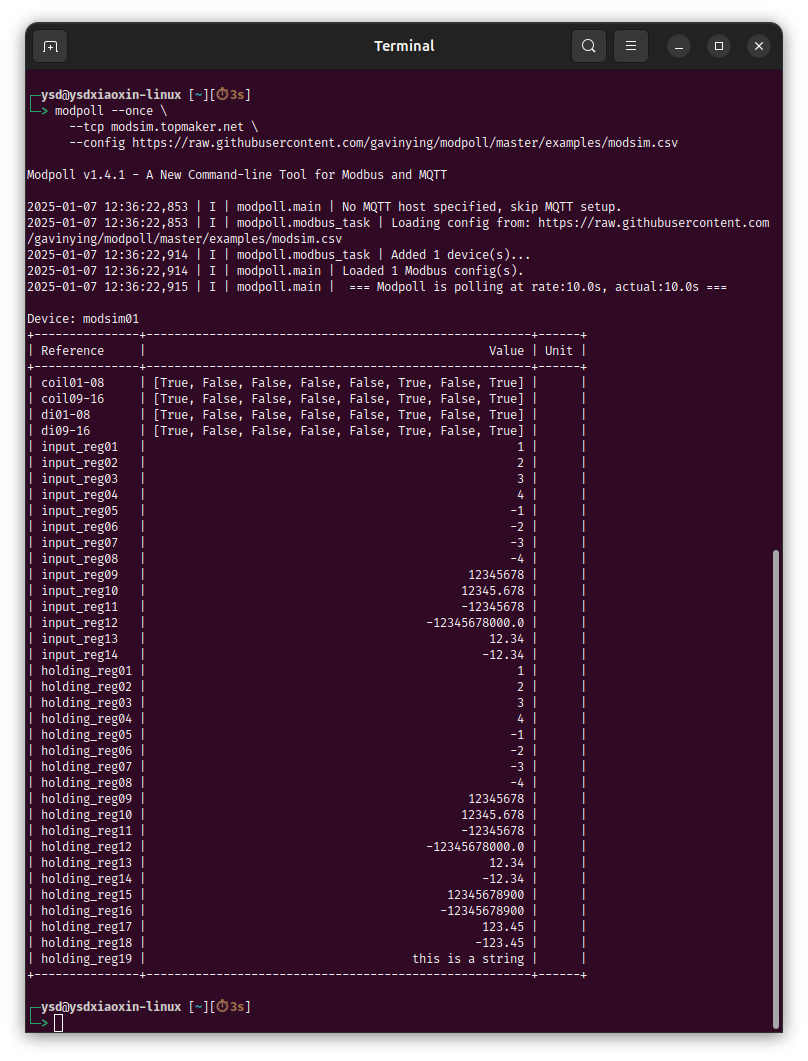 Terminal
┌─ysd@ysdxiaoxin-linux [~][⏱3s]
└─> modpoll --once \
--tcp modsim.topmaker.net \
--config https://raw.githubusercontent.com/gavinying/modpoll/master/examples/modsim.csv
Modpoll v1.4.1 - A New Command-line Tool for Modbus and MQTT
2025-01-07 12:36:22,853 | I | modpoll.main | No MQTT host specified, skip MQTT setup.
2025-01-07 12:36:22,853 | I | modpoll.modbus_task | Loading config from: https://raw.githubusercontent.com
/gavinying/modpoll/master/examples/modsim.csv
2025-01-07 12:36:22,914 | I | modpoll.modbus_task | Added 1 device(s)...
2025-01-07 12:36:22,914 | I | modpoll.main | Loaded 1 Modbus config(s).
2025-01-07 12:36:22,915 | I | modpoll.main |  === Modpoll is polling at rate:10.0s, actual:10.0s ===
Device: modsim01
+---------------+-------------------------------------------------------+------+
| Reference | Value | Unit |
+---------------+-------------------------------------------------------+------+
| coil01-08 | [True, False, False, False, False, True, False, True] | |
| coil09-16 | [True, False, False, False, False, True, False, True] | |
| di01-08 | [True, False, False, False, False, True, False, True] | |
| di09-16 | [True, False, False, False, False, True, False, True] | |
| input_reg01 | 1 | |
| input_reg02 | 2 | |
| input_reg03 | 3 | |
| input_reg04 | 4 | |
| input_reg05 | -1 | |
| input_reg06 | -2 | |
| input_reg07 | -3 | |
| input_reg08 | -4 | |
| input_reg09 | 12345678 | |
| input_reg10 | 12345.678 | |
| input_reg11 | -12345678 | |
| input_reg12 | -12345678000.0 | |
| input_reg13 | 12.34 | |
| input_reg14 | -12.34 | |
| holding_reg01 | 1 | |
| holding_reg02 | 2 | |
| holding_reg03 | 3 | |
| holding_reg04 | 4 | |
| holding_reg05 | -1 | |
| holding_reg06 | -2 | |
| holding_reg07 | -3 | |
| holding_reg08 | -4 | |
| holding_reg09 | 12345678 | |
| holding_reg10 | 12345.678 | |
| holding_reg11 | -12345678 | |
| holding_reg12 | -12345678000.0 | |
| holding_reg13 | 12.34 | |
| holding_reg14 | -12.34 | |
| holding_reg15 | 12345678900 | |
| holding_reg16 | -12345678900 | |
| holding_reg17 | 123.45 | |
| holding_reg18 | -123.45 | |
| holding_reg19 | this is a string | |
+---------------+-------------------------------------------------------+------+
┌─ysd@ysdxiaoxin-linux [~][⏱3s]
└─>